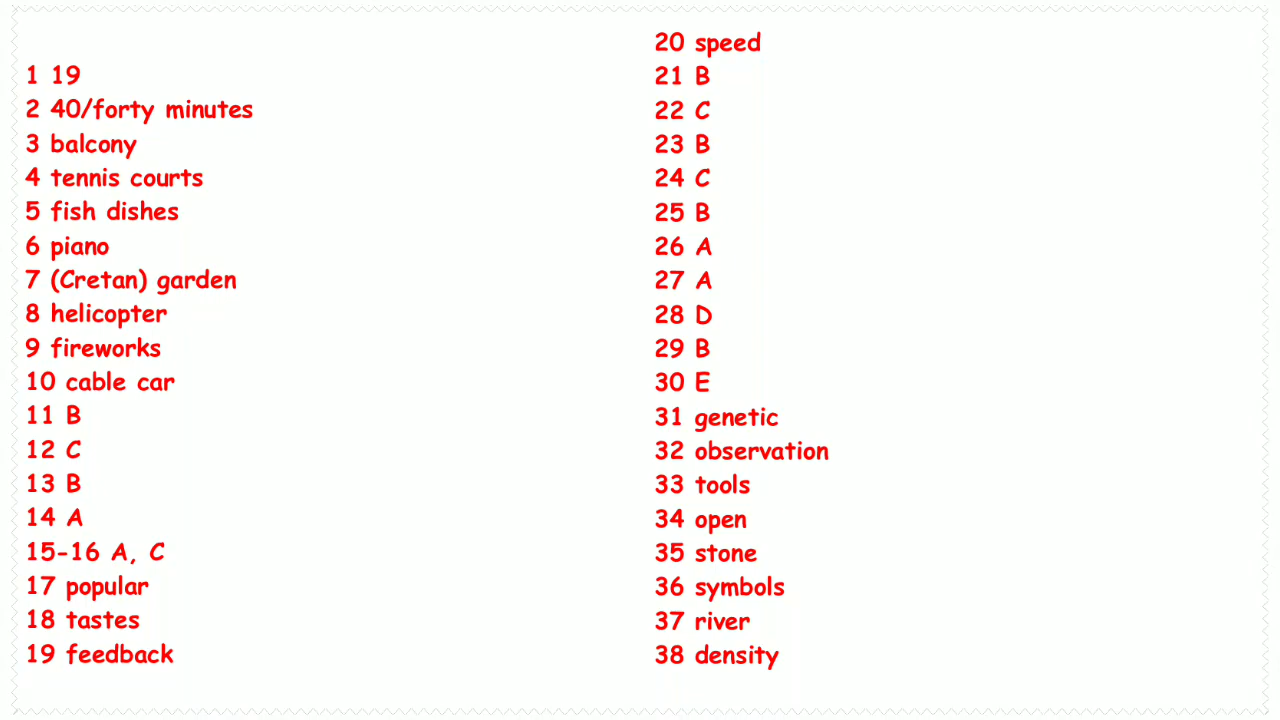 1 19
2 40/forty minutes
3 balcony
4 tennis courts
5 fish dishes
6 piano
7 (Cretan) garden
8 helicopter
9 fireworks
10 cable car
11 B
12 C
13 B
14 A
15-16 A, C
17 popular
18 tastes
19 feedback
20 speed
21 B
22 C
23 B
24 C
25 B
26 A
27 A
28 D
29 B
30 E
31 genetic
32 observation
33 tools
34 open
35 stone
36 symbols
37 river
38 density